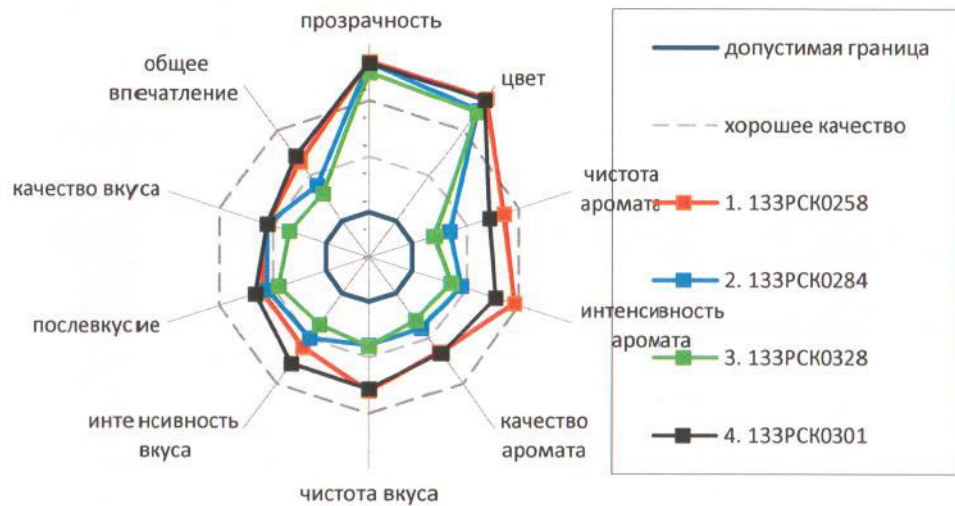 прозрачность
цвет
чистота
аромата
интенсивность
аромата
качество
аромата
чистота вкуса
интенсивность
вкуса
послевкусие
качество вкуса
общее
впечатление
допустимая граница
хорошее качество
1. 133РСК0258
2. 133РСК0284
3. 133РСК0328
4. 133РСК0301